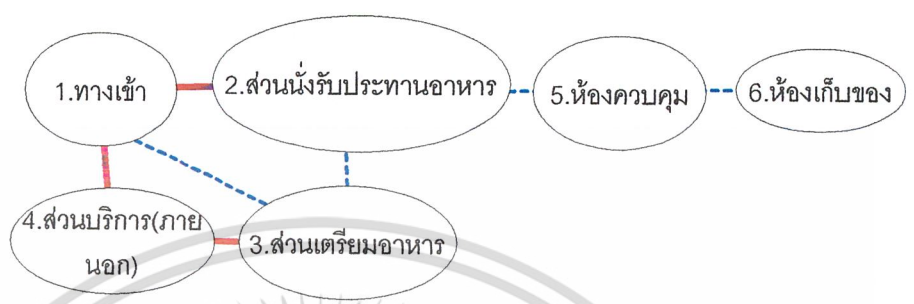 1.ทางเข้า
2.ส่วนนั่งรับประทานอาหาร
5.ห้องควบคุม
6.ห้องเก็บของ
4.ส่วนบริการ(ภาย
นอก)
3.ส่วนเตรียมอาหาร